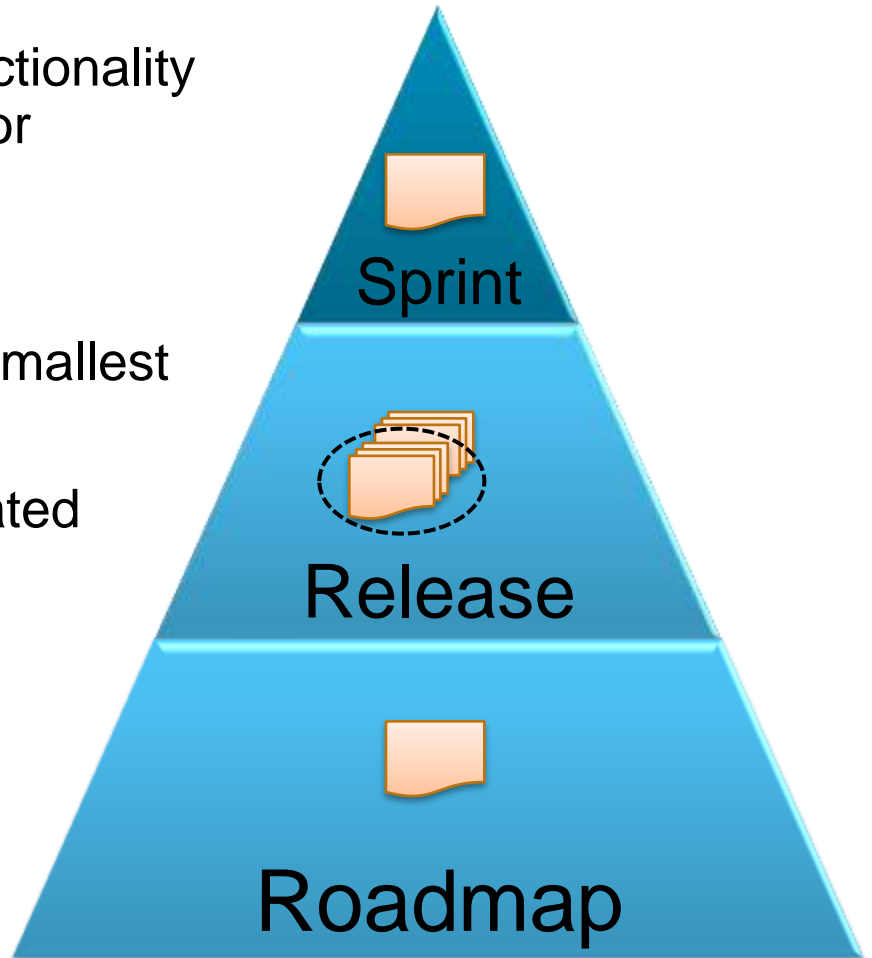 ctionality
or
Sprint
mallest
ated
Release
Roadmap